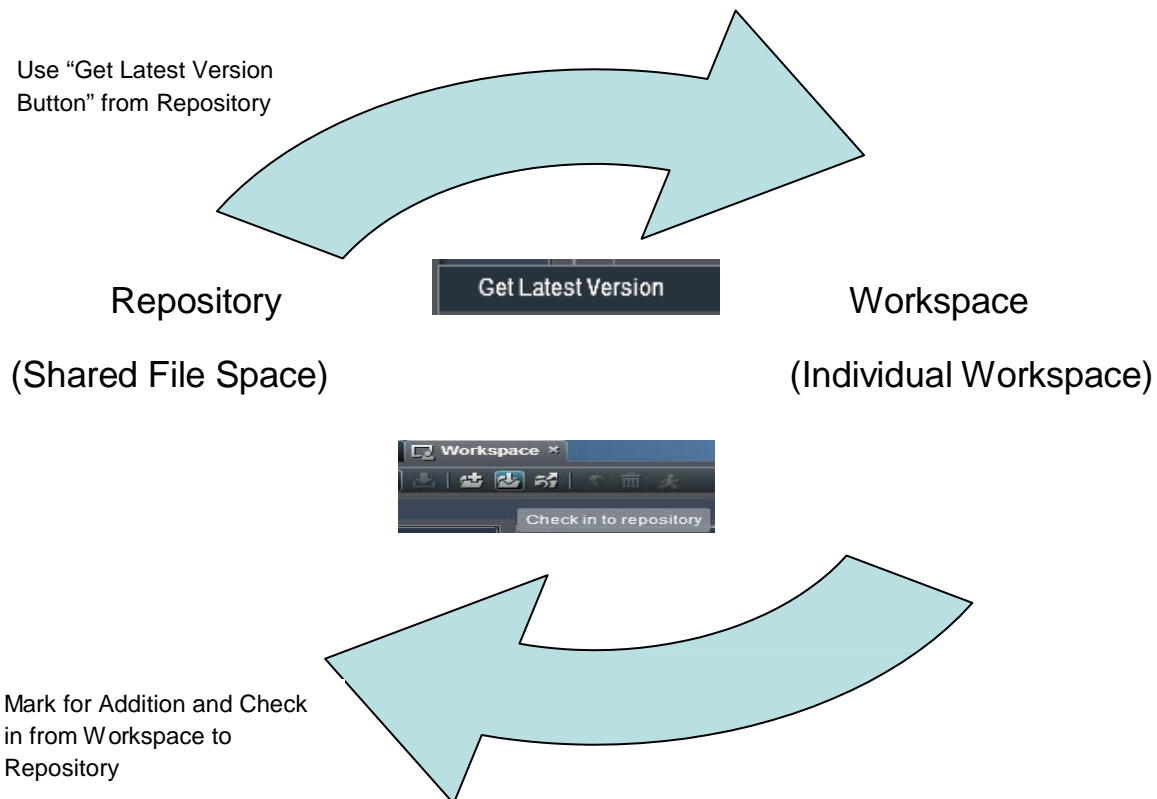 Use “Get Latest Version
Button” from Repository
Get Latest Version
Repository
Workspace
(Shared File Space)
(Individual Workspace)
Workspace
Check in to repository
Mark for Addition and Check
in from Workspace to
Repository